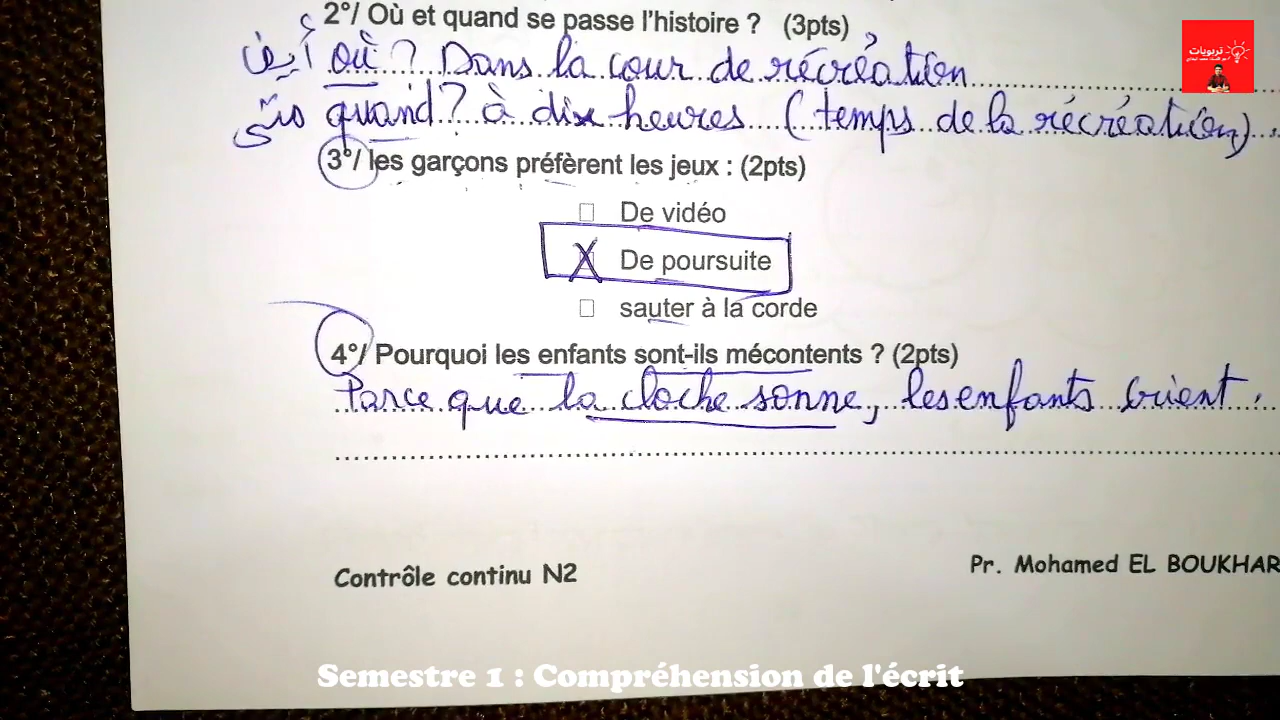 2°/ Où et quand se passe l'histoire ? (3pts)
أين où ? Dans la cour de récréation
متى quand ? à dix heures (temps de la récréation)
3°/ les garçons préfèrent les jeux : (2pts)
De vidéo
X De poursuite
sauter à la corde
4°/ Pourquoi les enfants sont-ils mécontents ? (2pts)
Parce que la cloche sonne, les enfants crient.
Contrôle continu N2
Pr. Mohamed EL BOUKHAR
Semestre 1 : Compréhension de l'écrit
تربويات